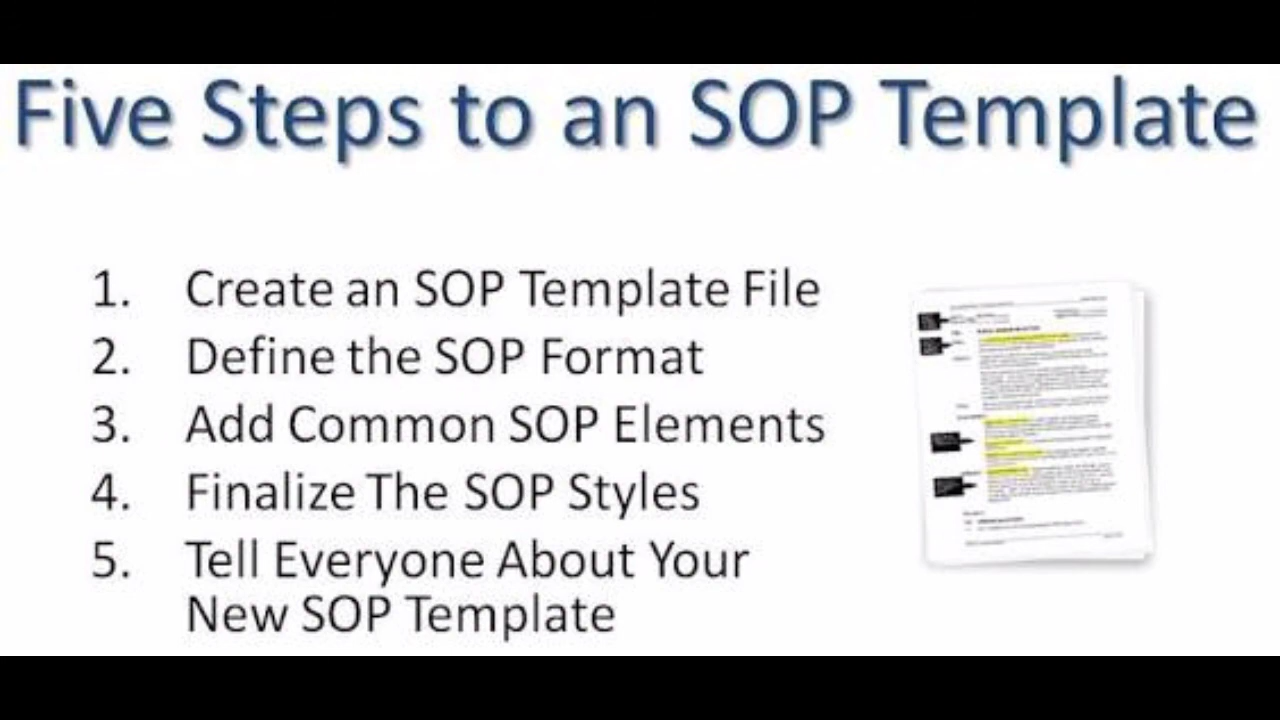 Five Steps to an SOP Template
1. Create an SOP Template File
2. Define the SOP Format
3. Add Common SOP Elements
4. Finalize The SOP Styles
5. Tell Everyone About Your
New SOP Template